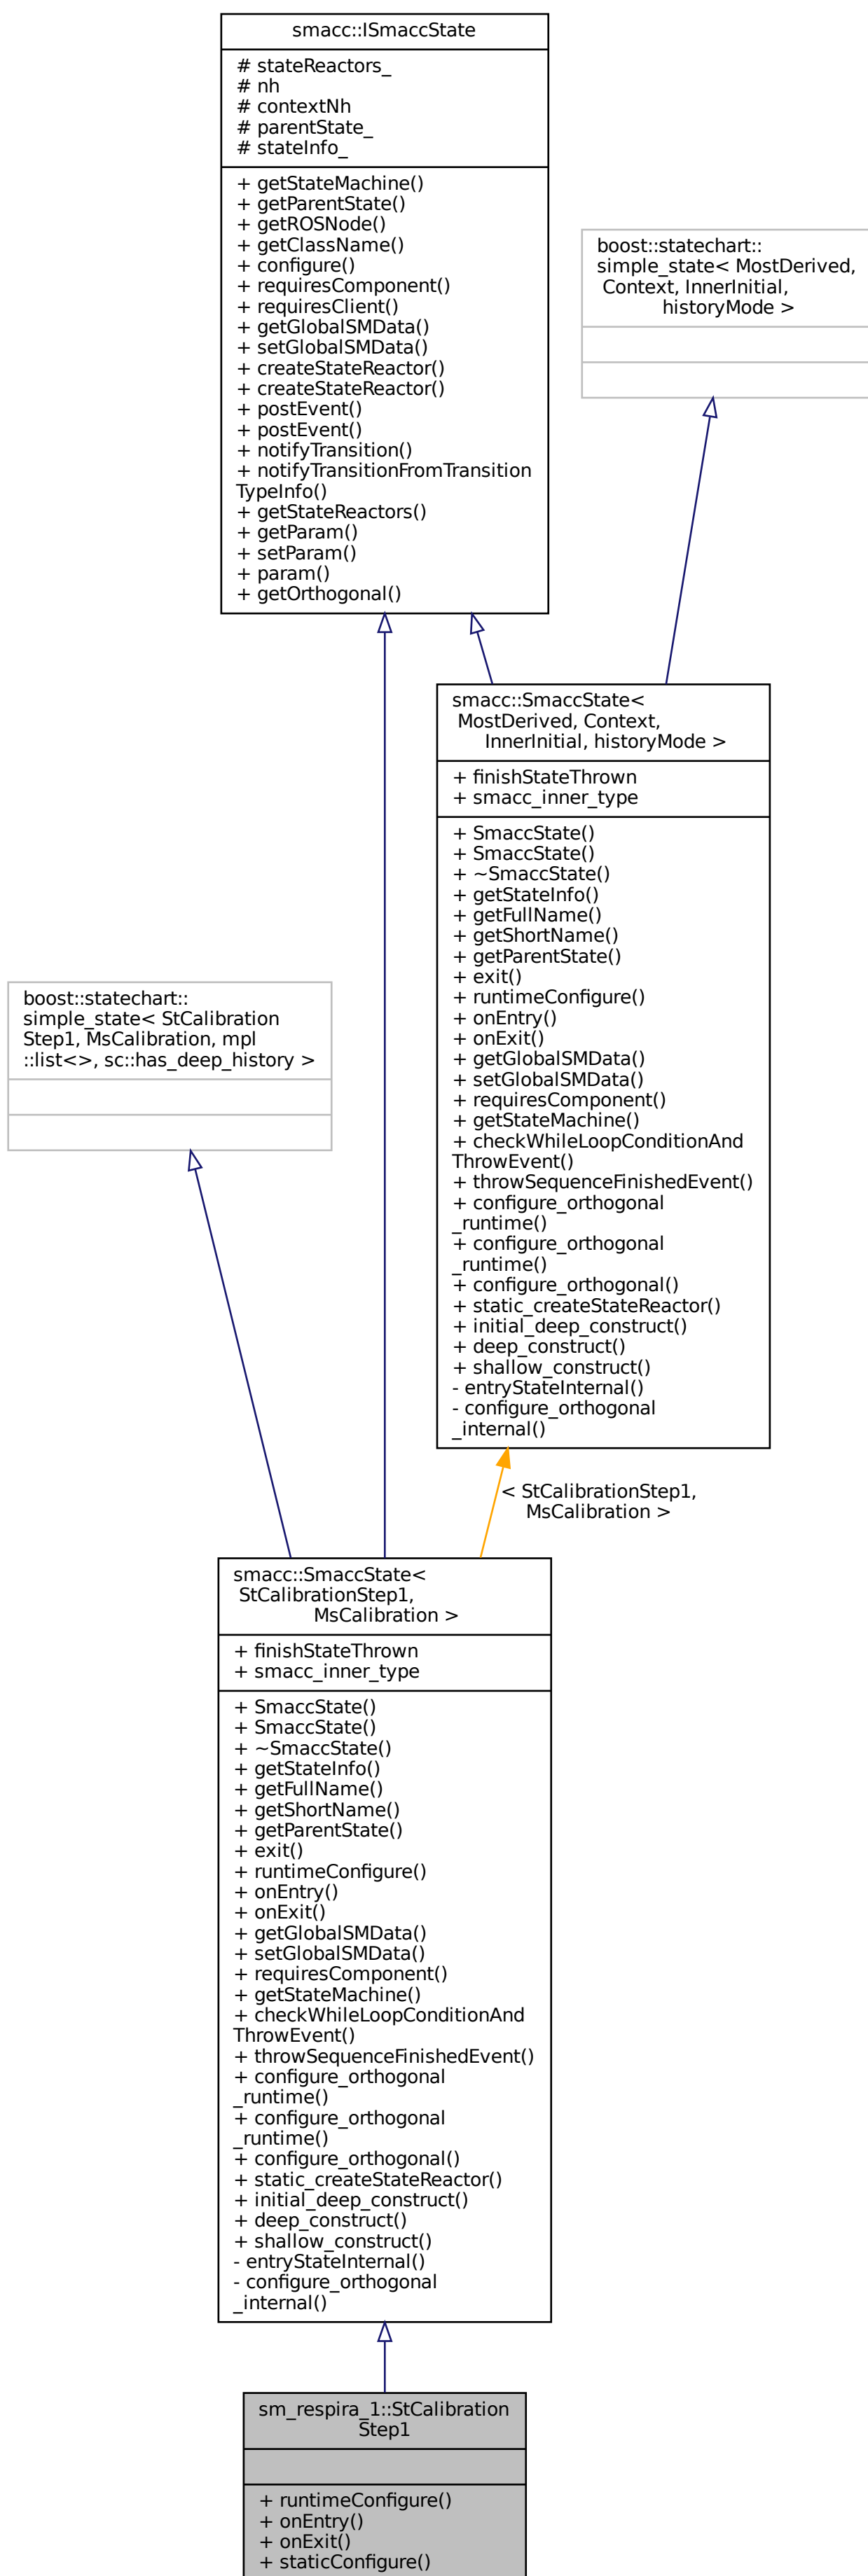 smacc::ISmaccState
# stateReactors_
# nh
# contextNh
# parentState_
# stateInfo_
+ getStateMachine()
+ getParentState()
+ getROSNode()
+ getClassName()
+ configure()
+ requiresComponent()
+ requiresClient()
+ getGlobalSMData()
+ setGlobalSMData()
+ createStateReactor()
+ createStateReactor()
+ postEvent()
+ postEvent()
+ notifyTransition()
+ notifyTransitionFromTransition
TypeInfo()
+ getStateReactors()
+ getParam()
+ setParam()
+ param()
+ getOrthogonal()
boost::statechart::
simple_state< MostDerived,
Context, InnerInitial,
historyMode >
smacc::SmaccState<
MostDerived, Context,
InnerInitial, historyMode >
+ finishStateThrown
+ smacc_inner_type
+ SmaccState()
+ SmaccState()
+ ~SmaccState()
+ getStateInfo()
+ getFullName()
+ getShortName()
+ getParentState()
+ exit()
+ runtimeConfigure()
+ onEntry()
+ onExit()
+ getGlobalSMData()
+ setGlobalSMData()
+ requiresComponent()
+ getStateMachine()
+ checkWhileLoopConditionAnd
ThrowEvent()
+ throwSequenceFinishedEvent()
+ configure_orthogonal
_runtime()
+ configure_orthogonal
_runtime()
+ configure_orthogonal()
+ static_createStateReactor()
+ initial_deep_construct()
+ deep_construct()
+ shallow_construct()
- entryStateInternal()
- configure_orthogonal
_internal()
boost::statechart::
simple_state< StCalibration
Step1, MsCalibration, mpl
::list<>, sc::has_deep_history >
< StCalibrationStep1,
MsCalibration >
smacc::SmaccState<
StCalibrationStep1,
MsCalibration >
+ finishStateThrown
+ smacc_inner_type
+ SmaccState()
+ SmaccState()
+ ~SmaccState()
+ getStateInfo()
+ getFullName()
+ getShortName()
+ getParentState()
+ exit()
+ runtimeConfigure()
+ onEntry()
+ onExit()
+ getGlobalSMData()
+ setGlobalSMData()
+ requiresComponent()
+ getStateMachine()
+ checkWhileLoopConditionAnd
ThrowEvent()
+ throwSequenceFinishedEvent()
+ configure_orthogonal
_runtime()
+ configure_orthogonal
_runtime()
+ configure_orthogonal()
+ static_createStateReactor()
+ initial_deep_construct()
+ deep_construct()
+ shallow_construct()
- entryStateInternal()
- configure_orthogonal
_internal()
sm_respira_1::StCalibration
Step1
+ runtimeConfigure()
+ onEntry()
+ onExit()
+ staticConfigure()